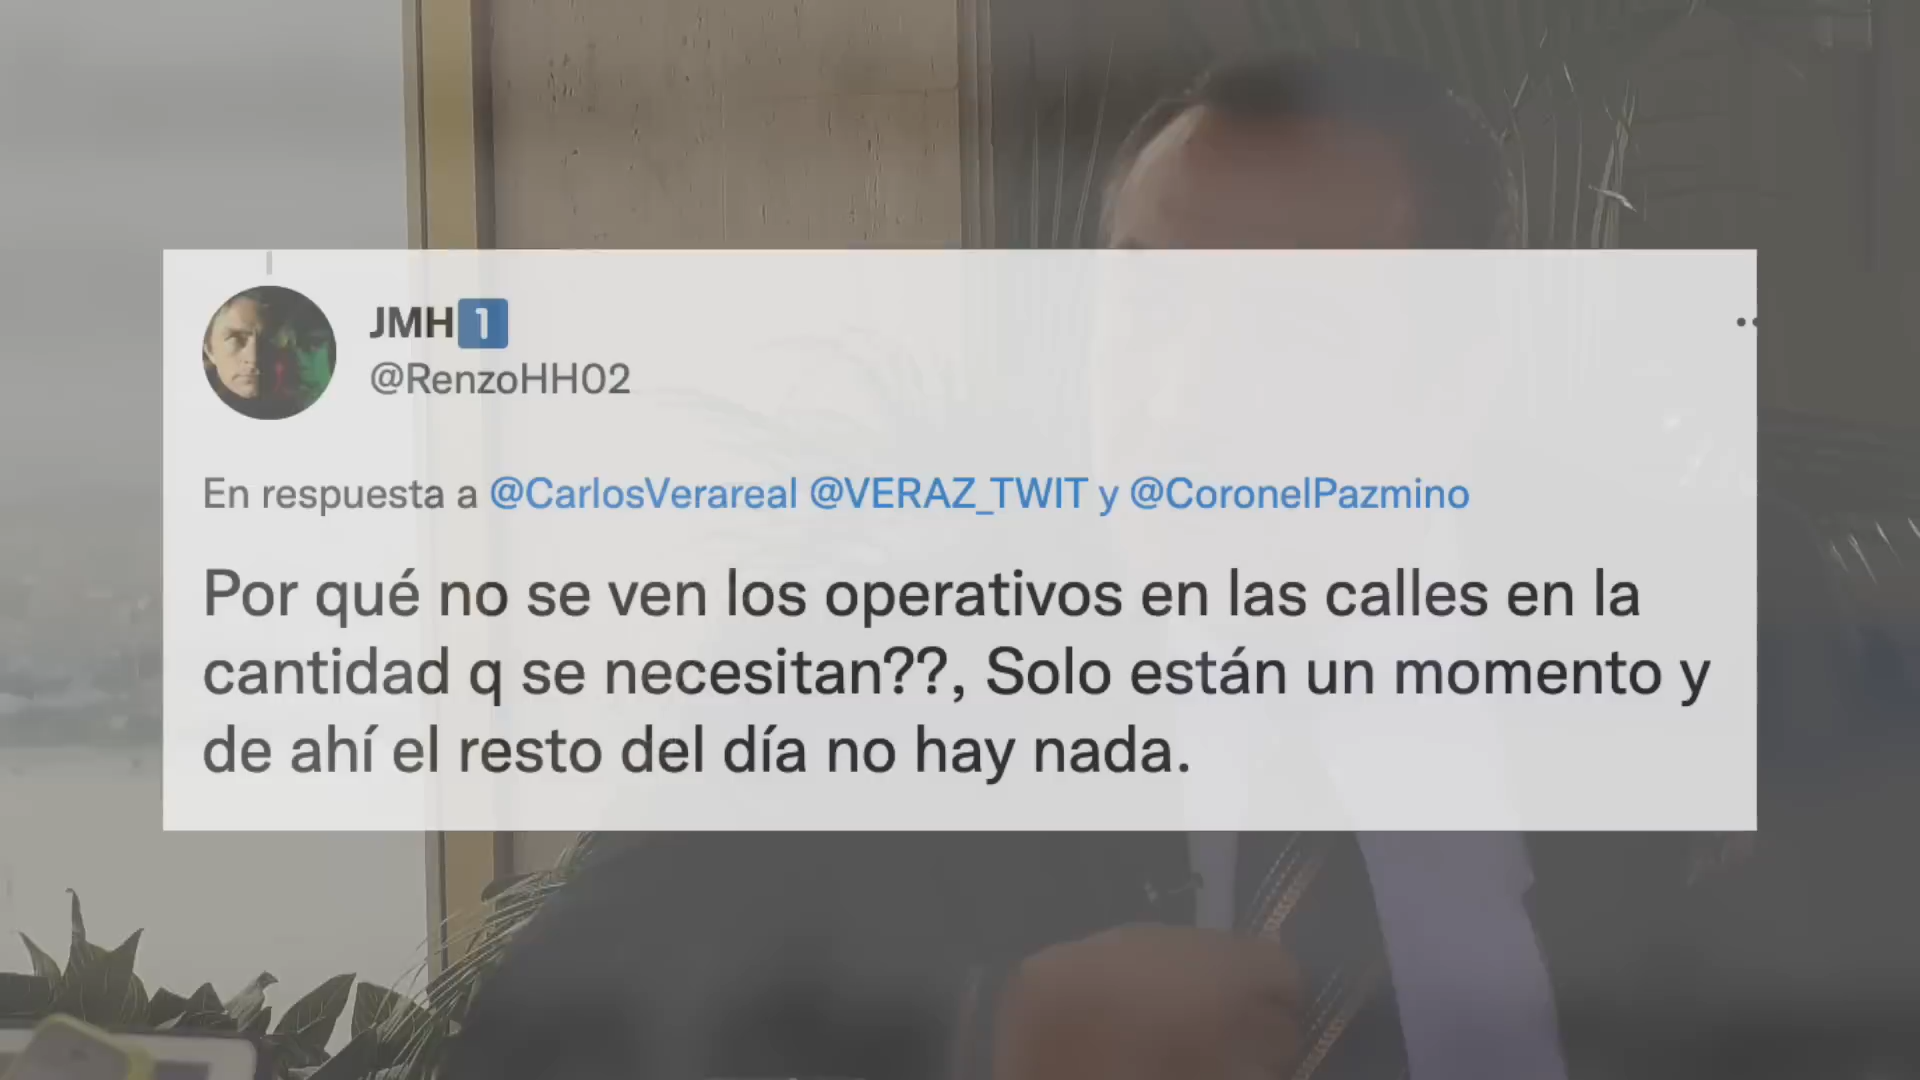 JMH1️⃣
@RenzoHH02
En respuesta a @CarlosVerareal @VERAZ_TWIT y @CoronelPazmino
Por qué no se ven los operativos en las calles en la
cantidad q se necesitan??, Solo están un momento y
de ahí el resto del día no hay nada.